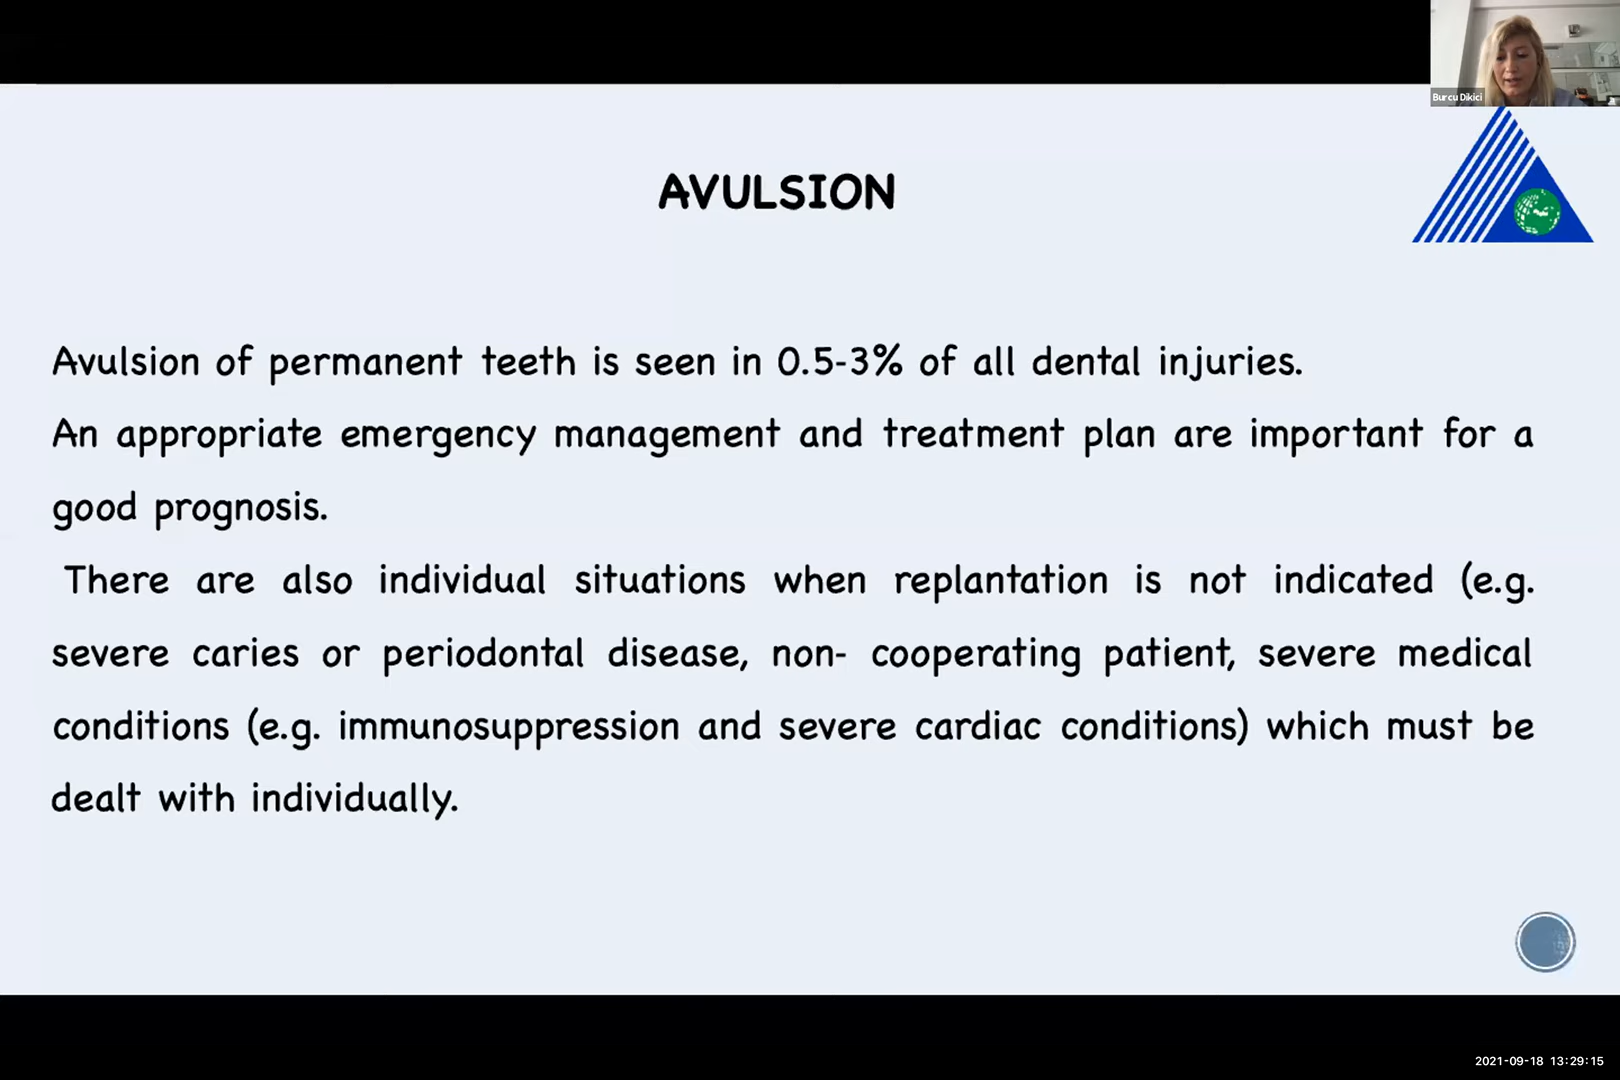 Burcu Dikici
AVULSION
Avulsion of permanent teeth is seen in 0.5-3% of all dental injuries.
An appropriate emergency management and treatment plan are important for a
good prognosis.
There are also individual situations when replantation is not indicated (e.g.
severe caries or periodontal disease, non- cooperating patient, severe medical
conditions (e.g. immunosuppression and severe cardiac conditions) which must be
dealt with individually.
2021-09-18 13:29:15